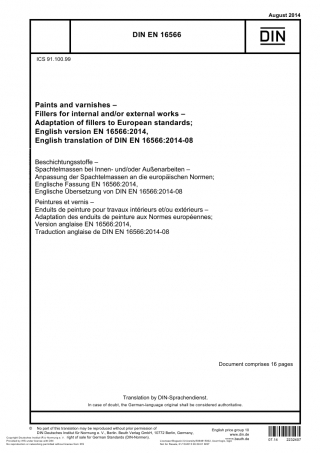 August 2014
DIN EN 16566
DIN
ICS 91.100.99
Paints and varnishes –
Fillers for internal and/or external works –
Adaptation of fillers to European standards;
English version EN 16566:2014,
English translation of DIN EN 16566:2014-08
Beschichtungsstoffe –
Spachtelmassen bei Innen- und/oder Außenarbeiten –
Anpassung der Spachtelmassen an die europäischen Normen;
Englische Fassung EN 16566:2014,
Englische Übersetzung von DIN EN 16566:2014-08
Peintures et vernis –
Enduits de peinture pour travaux intérieurs et/ou extérieurs –
Adaptation des enduits de peinture aux Normes européennes;
Version anglaise EN 16566:2014,
Traduction anglaise de DIN EN 16566:2014-08
Document comprises 16 pages
Translation by DIN-Sprachendienst.
In case of doubt, the German-language original shall be considered authoritative.
No part of this translation may be reproduced without prior permission of
DIN Deutsches Institut für Normung e. V., Berlin. Beuth Verlag GmbH, 10772 Berlin, Germany,
right of sale for German Standards (DIN-Normen).
English price group 10
www.din.de
www.beuth.de
07.14